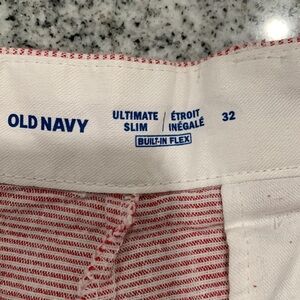 OLD NAVY
ULTIMATE SLIM
ÉTROIT INÉGALÉ
32
BUILT-IN FLEX